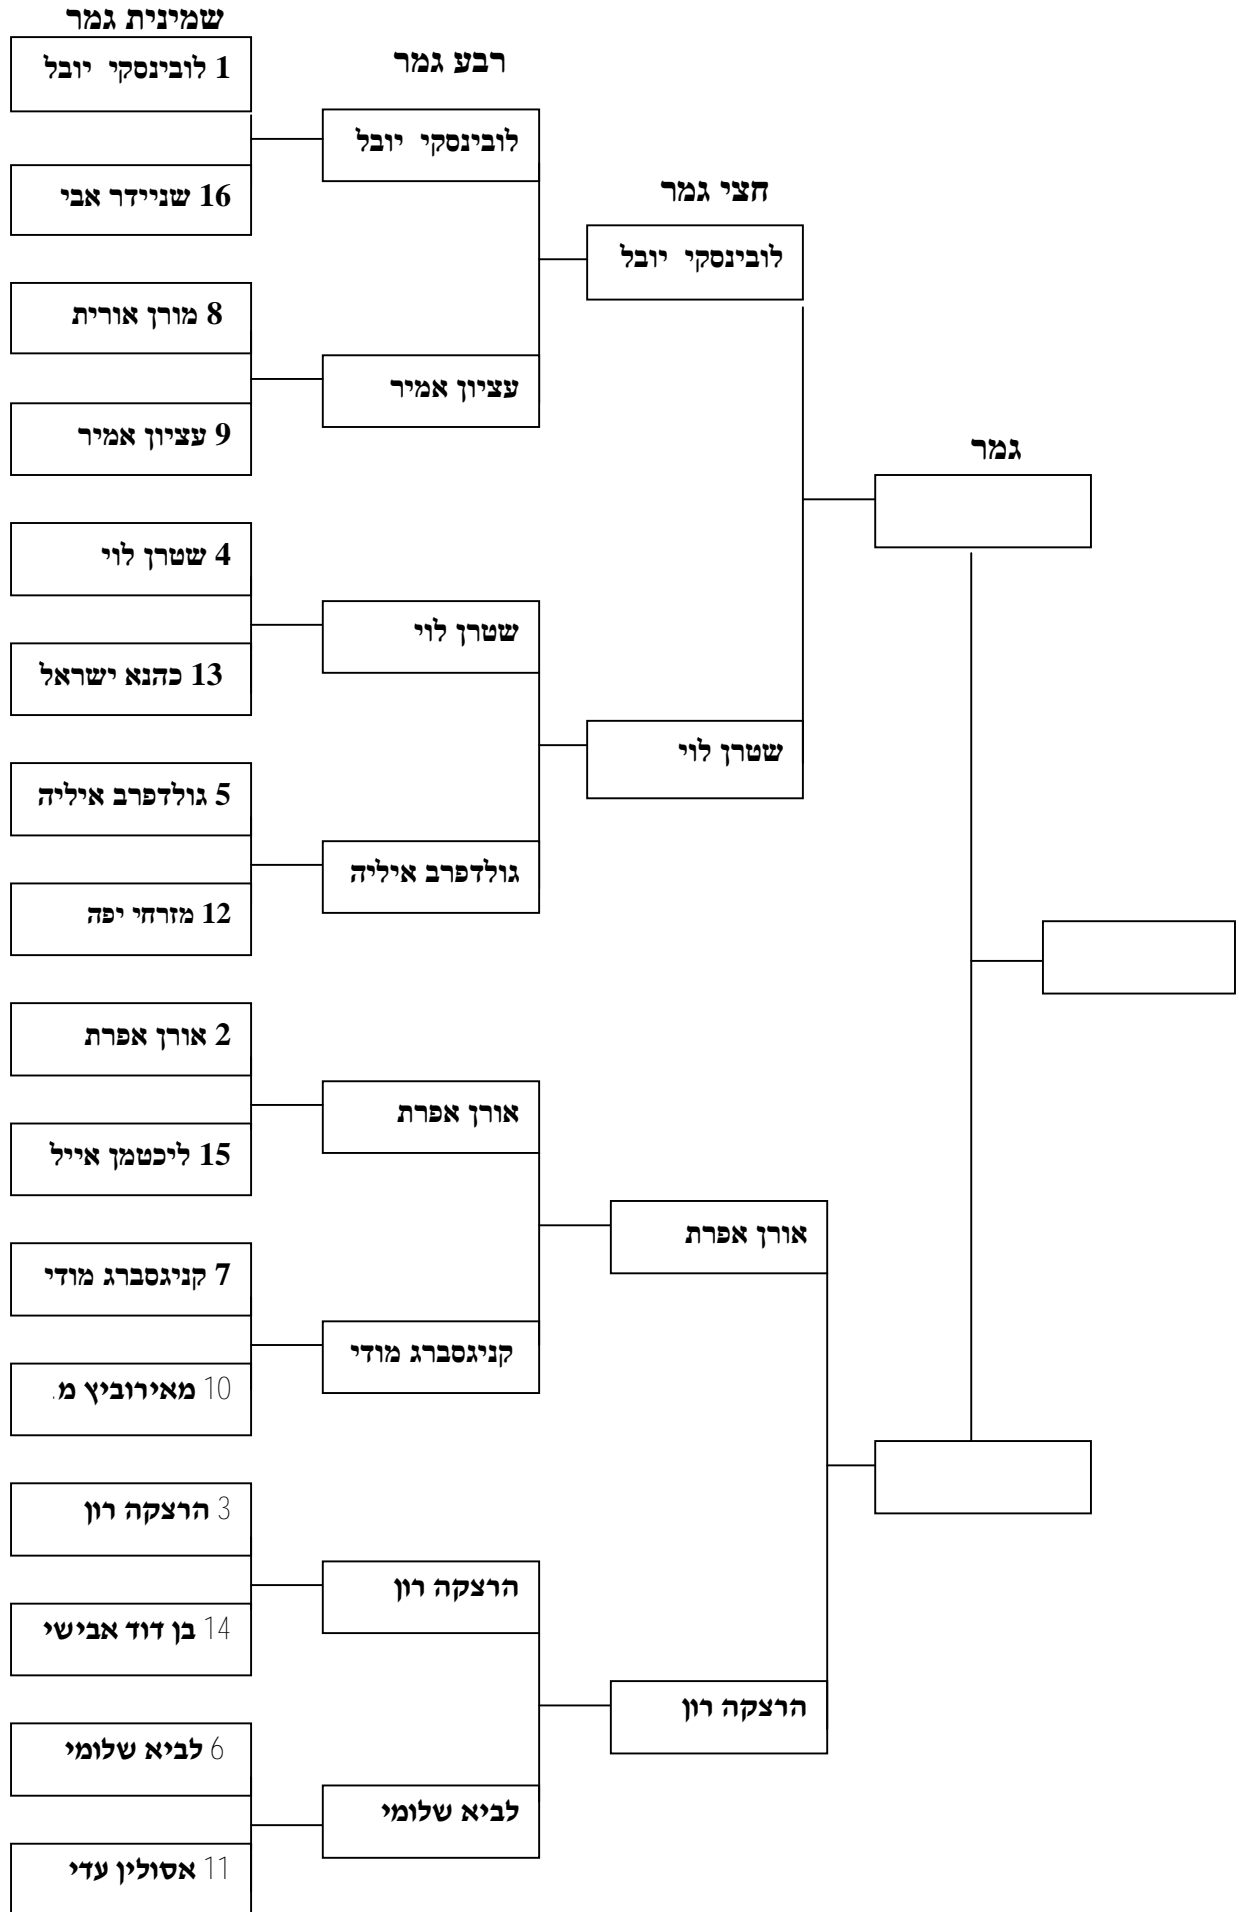 שמינית גמר
1 לובינסקי יובל
16 שניידר אבי
8 מורן אורית
9 עציון אמיר
4 שטרן לוי
13 כהנא ישראל
5 גולדפרב איליה
12 מזרחי יפה
2 אורן אפרת
15 ליכטמן אייל
7 קניגסברג מודי
10 מאירוביץ מ.
3 הרצקה רון
14 בן דוד אבישי
6 לביא שלומי
11 אסולין עדי
רבע גמר
לובינסקי יובל
עציון אמיר
שטרן לוי
גולדפרב איליה
אורן אפרת
קניגסברג מודי
הרצקה רון
לביא שלומי
חצי גמר
לובינסקי יובל
שטרן לוי
אורן אפרת
הרצקה רון
גמר